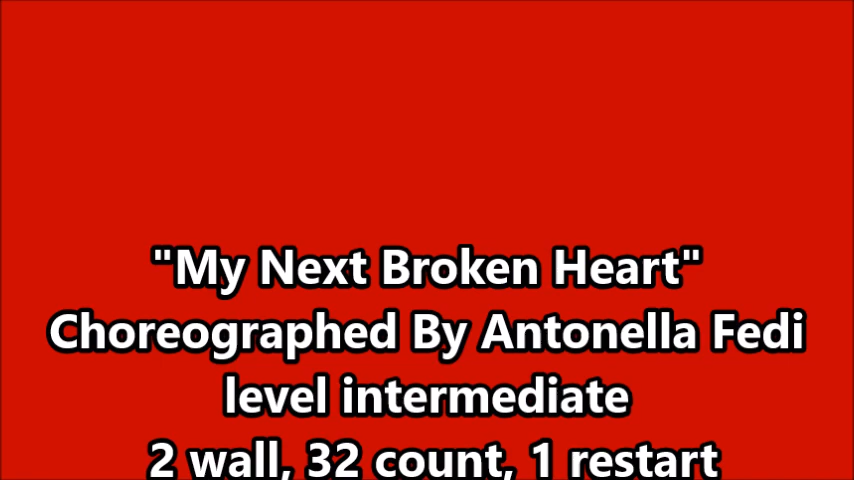 "My Next Broken Heart"
Choreographed By Antonella Fedi
level intermediate
2 wall, 32 count, 1 restart